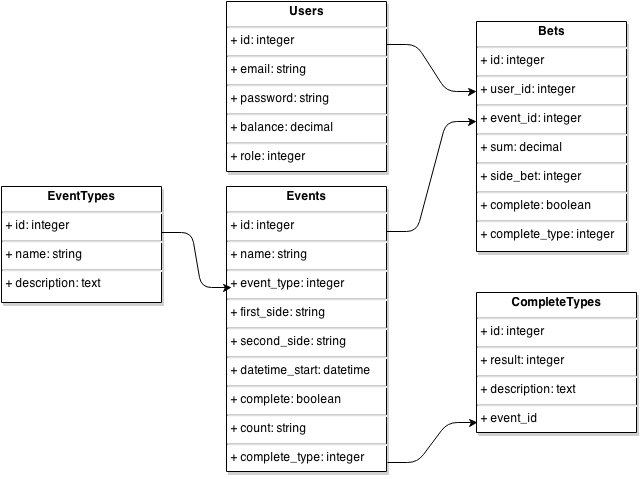 Users
+ id: integer
+ email: string
+ password: string
+ balance: decimal
+ role: integer
Bets
+ id: integer
+ user_id: integer
+ event_id: integer
+ sum: decimal
+ side_bet: integer
+ complete: boolean
+ complete_type: integer
EventTypes
+ id: integer
+ name: string
+ description: text
Events
+ id: integer
+ name: string
+ event_type: integer
+ first_side: string
+ second_side: string
+ datetime_start: datetime
+ complete: boolean
+ count: string
+ complete_type: integer
CompleteTypes
+ id: integer
+ result: integer
+ description: text
+ event_id